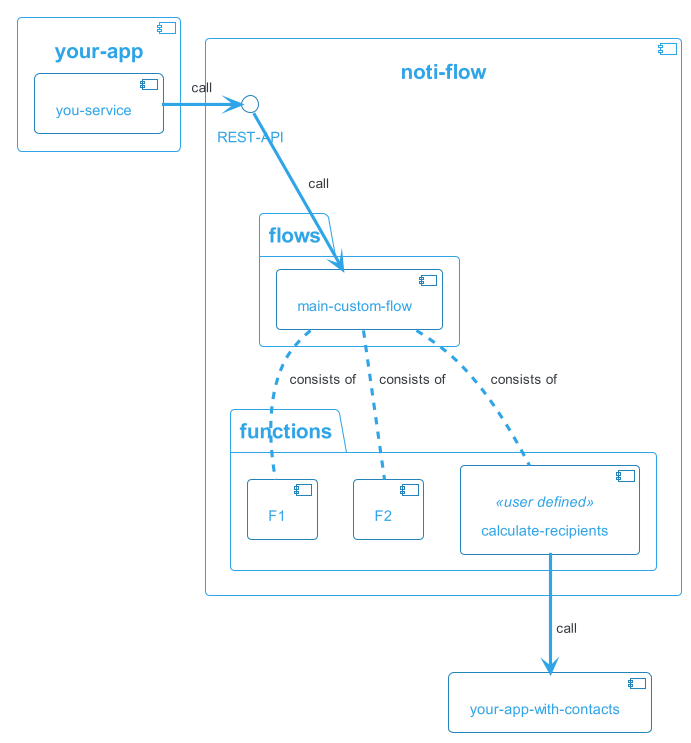 your-app
you-service
call
noti-flow
REST-API
call
flows
main-custom-flow
consists of
consists of
consists of
functions
F1
F2
«user defined»
calculate-recipients
call
your-app-with-contacts